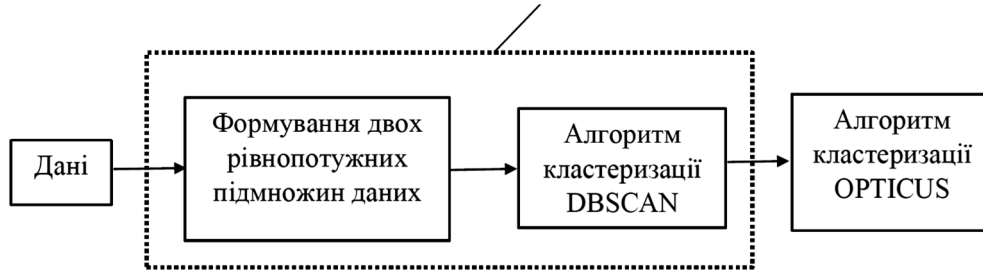 Дані
Формування двох
рівнопотужних
підмножин даних
Алгоритм
кластеризації
DBSCAN
Алгоритм
кластеризації
OPTICUS